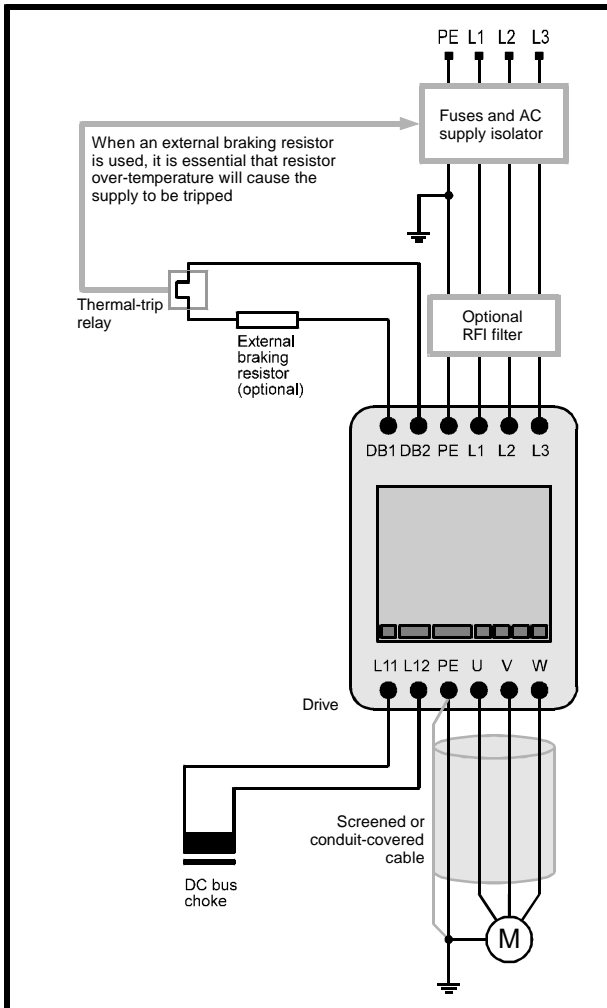 PE L1 L2 L3
Fuses and AC
supply isolator
When an external braking resistor
is used, it is essential that resistor
over-temperature will cause the
supply to be tripped
Thermal-trip
relay
External
braking
resistor
(optional)
Optional
RFI filter
DB1 DB2 PE L1 L2 L3
L11 L12 PE U V W
Drive
Screened or
conduit-covered
cable
DC bus
choke
M